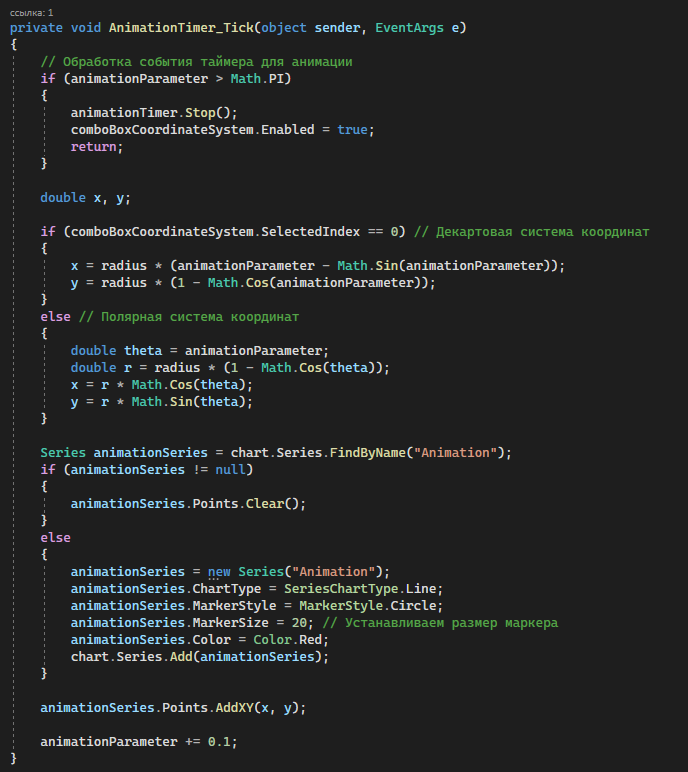 ссылка: 1
private void AnimationTimer_Tick(object sender, EventArgs e)
{
    // Обработка события таймера для анимации
    if (animationParameter > Math.PI)
    {
        animationTimer.Stop();
        comboBoxCoordinateSystem.Enabled = true;
        return;
    }

    double x, y;

    if (comboBoxCoordinateSystem.SelectedIndex == 0) // Декартовая система координат
    {
        x = radius * (animationParameter - Math.Sin(animationParameter));
        y = radius * (1 - Math.Cos(animationParameter));
    }
    else // Полярная система координат
    {
        double theta = animationParameter;
        double r = radius * (1 - Math.Cos(theta));
        x = r * Math.Cos(theta);
        y = r * Math.Sin(theta);
    }

    Series animationSeries = chart.Series.FindByName("Animation");
    if (animationSeries != null)
    {
        animationSeries.Points.Clear();
    }
    else
    {
        animationSeries = new Series("Animation");
        animationSeries.ChartType = SeriesChartType.Line;
        animationSeries.MarkerStyle = MarkerStyle.Circle;
        animationSeries.MarkerSize = 20; // Устанавливаем размер маркера
        animationSeries.Color = Color.Red;
        chart.Series.Add(animationSeries);
    }

    animationSeries.Points.AddXY(x, y);

    animationParameter += 0.1;
}